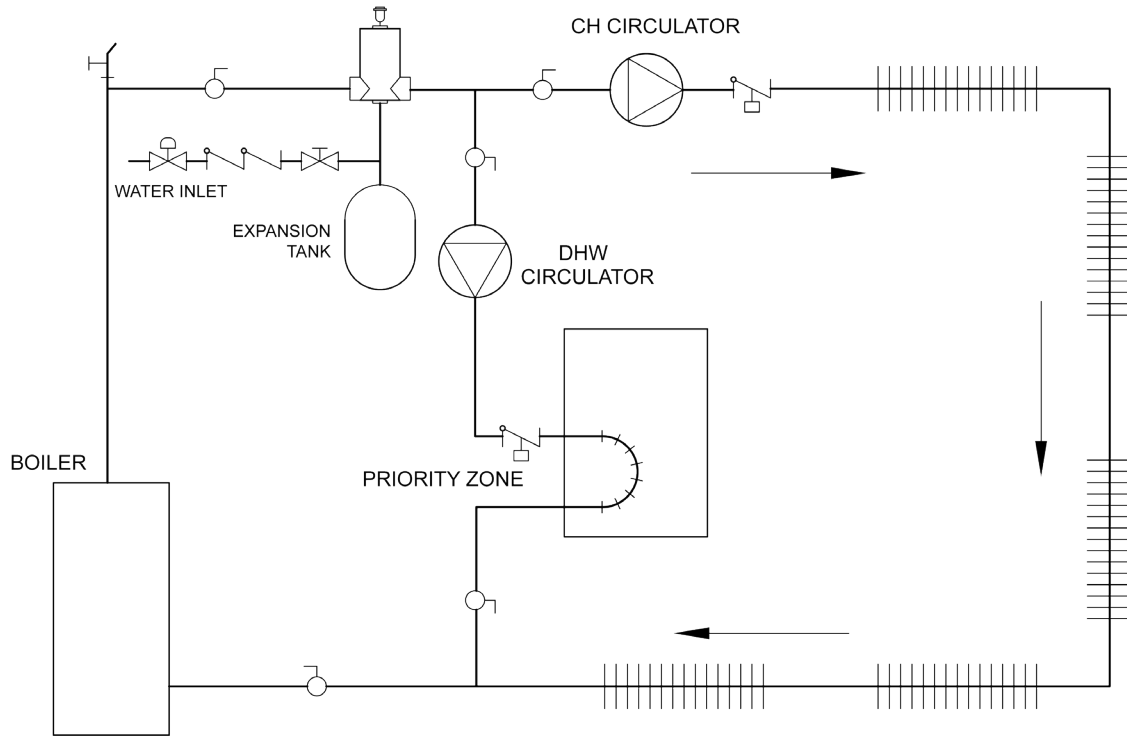 CH CIRCULATOR
WATER INLET
EXPANSION
TANK
DHW
CIRCULATOR
BOILER
PRIORITY ZONE